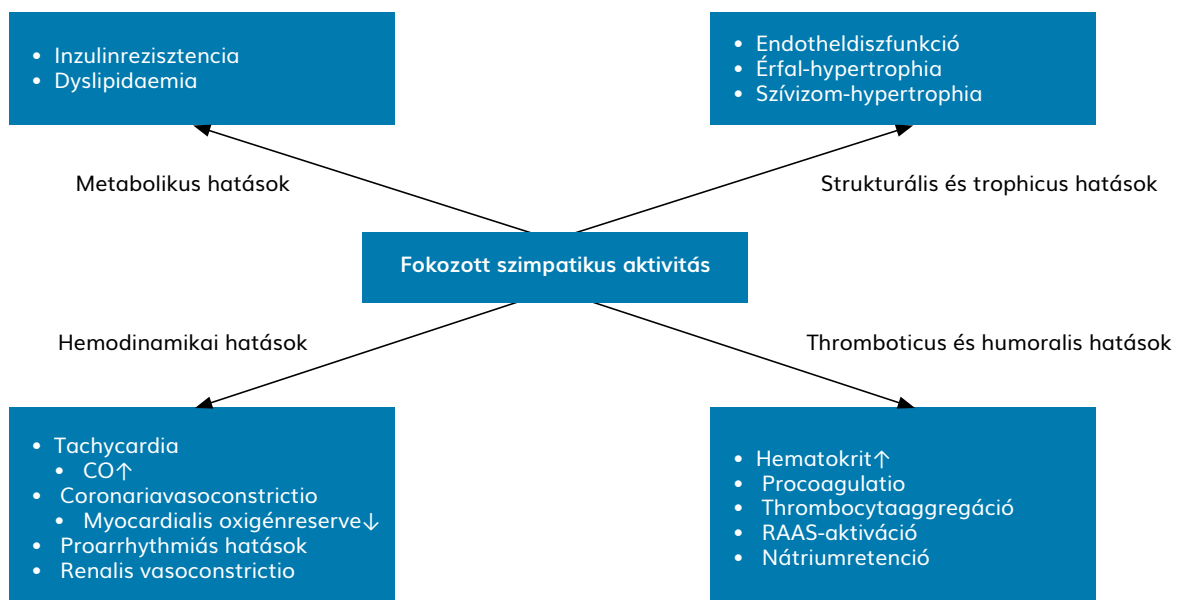 • Inzulinrezisztencia
• Dyslipidaemia
• Endotheldiszfunkció
• Érfal-hypertrophia
• Szívizom-hypertrophia
Metabolikus hatások
Strukturális és trophicus hatások
Fokozott szimpatikus aktivitás
Hemodinamikai hatások
Thromboticus és humoralis hatások
• Tachycardia
• CO↑
• Coronariavasoconstrictio
• Myocardialis oxigénreserve↓
• Proarrhythmiás hatások
• Renalis vasoconstrictio
• Hematokrit↑
• Procoagulatio
• Thrombocytaaggregáció
• RAAS-aktiváció
• Nátriumretenció